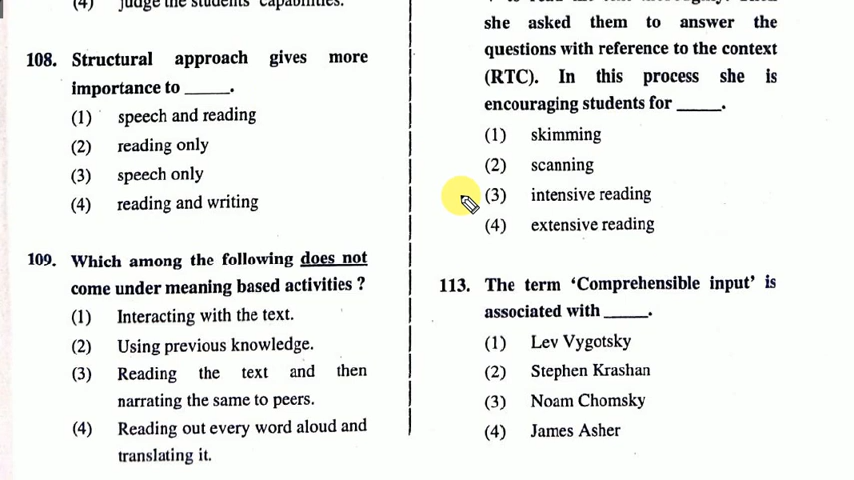 (4) judge the students' capabilities.
108. Structural approach gives more
importance to _____.
(1) speech and reading
(2) reading only
(3) speech only
(4) reading and writing
109. Which among the following does not
come under meaning based activities ?
(1) Interacting with the text.
(2) Using previous knowledge.
(3) Reading the text and then
narrating the same to peers.
(4) Reading out every word aloud and
translating it.
she asked them to answer the
questions with reference to the context
(RTC). In this process she is
encouraging students for _____.
(1) skimming
(2) scanning
(3) intensive reading
(4) extensive reading
113. The term ‘Comprehensible input’ is
associated with _____.
(1) Lev Vygotsky
(2) Stephen Krashan
(3) Noam Chomsky
(4) James Asher